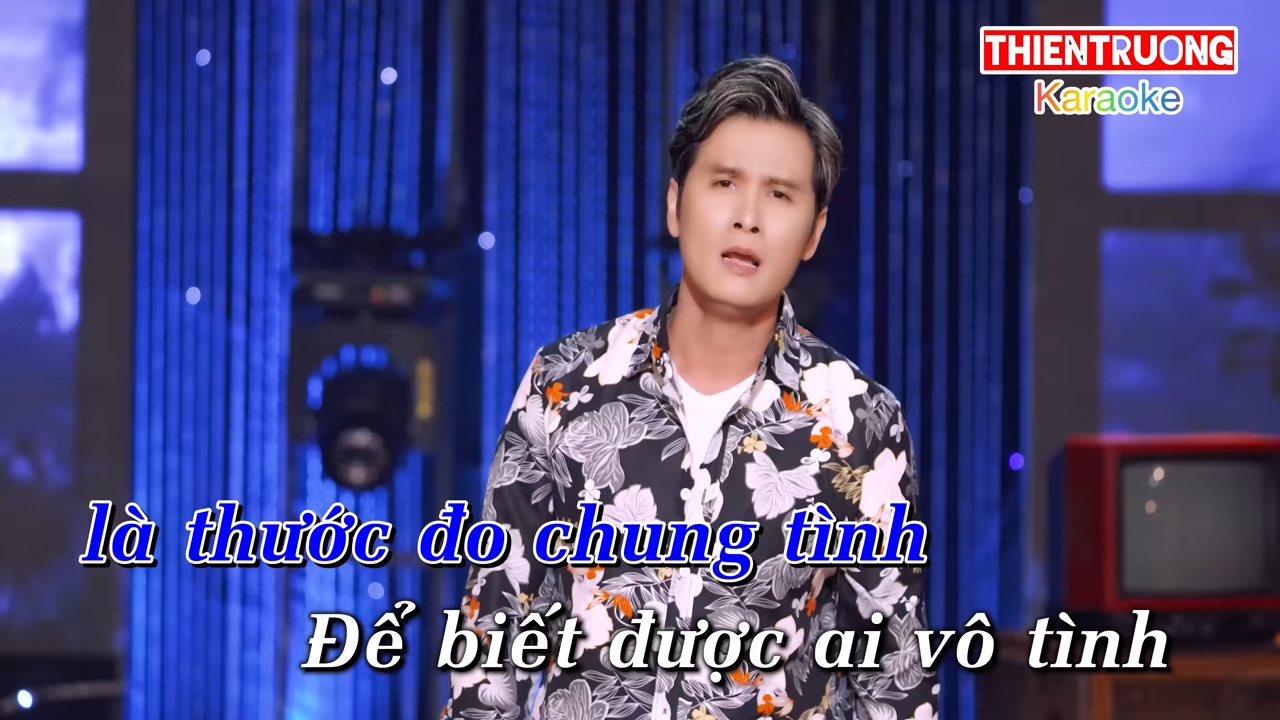 THIENTRUONG
Karaoke
là thước đo chung tình
Để biết được ai vô tình